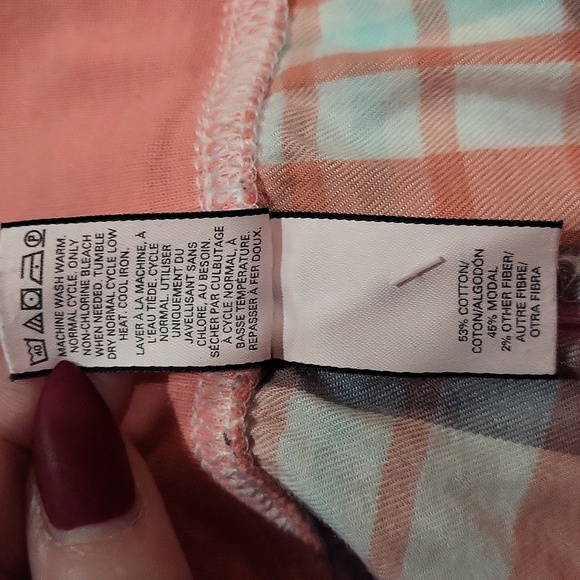 40
MACHINE WASH WARM,
NORMAL CYCLE, ONLY
NON-CHLORINE BLEACH
WHEN NEEDED. TUMBLE
DRY NORMAL CYCLE LOW
HEAT. COOL IRON.
LAVER À LA MACHINE, À
L'EAU TIÈDE, CYCLE
NORMAL. UTILISER
UNIQUEMENT DU
JAVELLISANT SANS
CHLORE, AU BESOIN.
SÉCHER PAR CULBUTAGE
À CYCLE NORMAL, À
BASSE TEMPÉRATURE.
REPASSER À FER DOUX.
53% COTTON/
COTON/ALGODÓN
45% MODAL
2% OTHER FIBER/
AUTRE FIBRE/
OTRA FIBRA